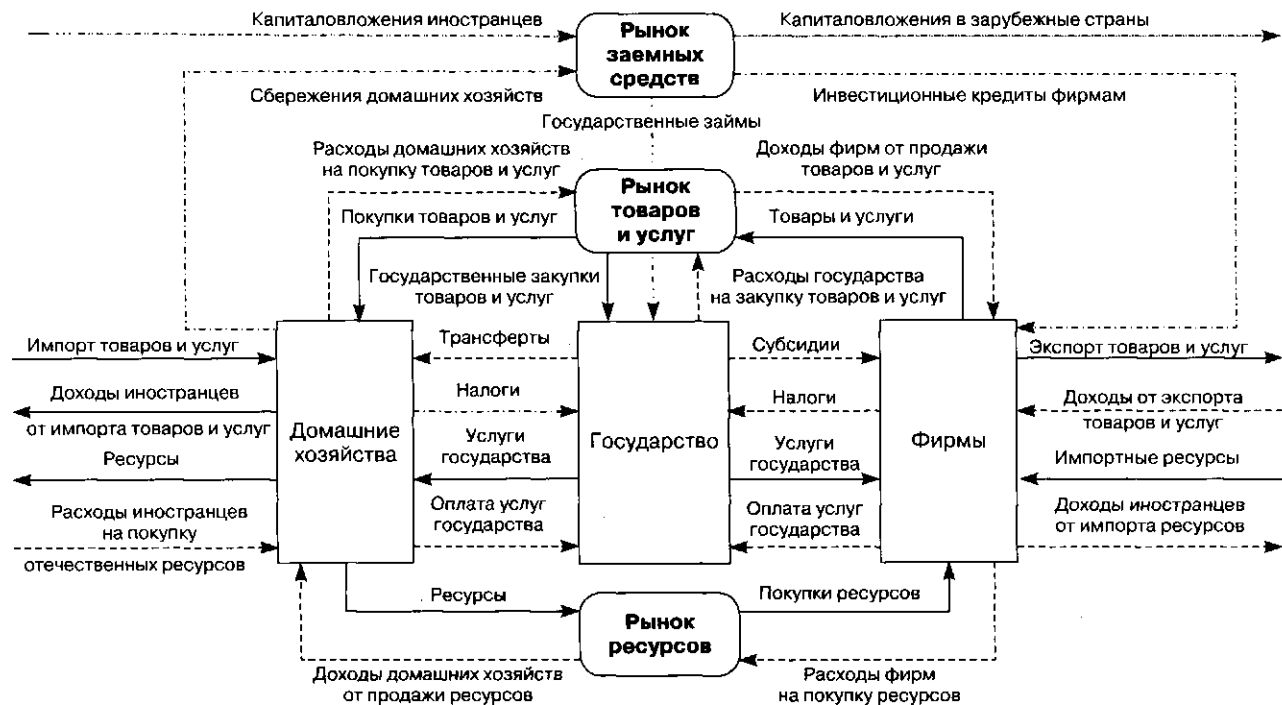 Капиталовложения иностранцев
Рынок
заемных
средств
Капиталовложения в зарубежные страны
Сбережения домашних хозяйств
Инвестиционные кредиты фирмам
Государственные займы
Расходы домашних хозяйств
на покупку товаров и услуг
Доходы фирм от продажи
товаров и услуг
Рынок
товаров
и услуг
Покупки товаров и услуг
Товары и услуги
Государственные закупки
товаров и услуг
Расходы государства
на закупку товаров и услуг
Импорт товаров и услуг
Доходы иностранцев
от импорта товаров и услуг
Ресурсы
Расходы иностранцев
на покупку
отечественных ресурсов
Домашние
хозяйства
Трансферты
Налоги
Услуги
государства
Оплата услуг
государства
Государство
Субсидии
Налоги
Услуги
государства
Оплата услуг
государства
Фирмы
Экспорт товаров и услуг
Доходы от экспорта
товаров и услуг
Импортные ресурсы
Доходы иностранцев
от импорта ресурсов
Ресурсы
Рынок
ресурсов
Покупки ресурсов
Доходы домашних хозяйств
от продажи ресурсов
Расходы фирм
на покупку ресурсов